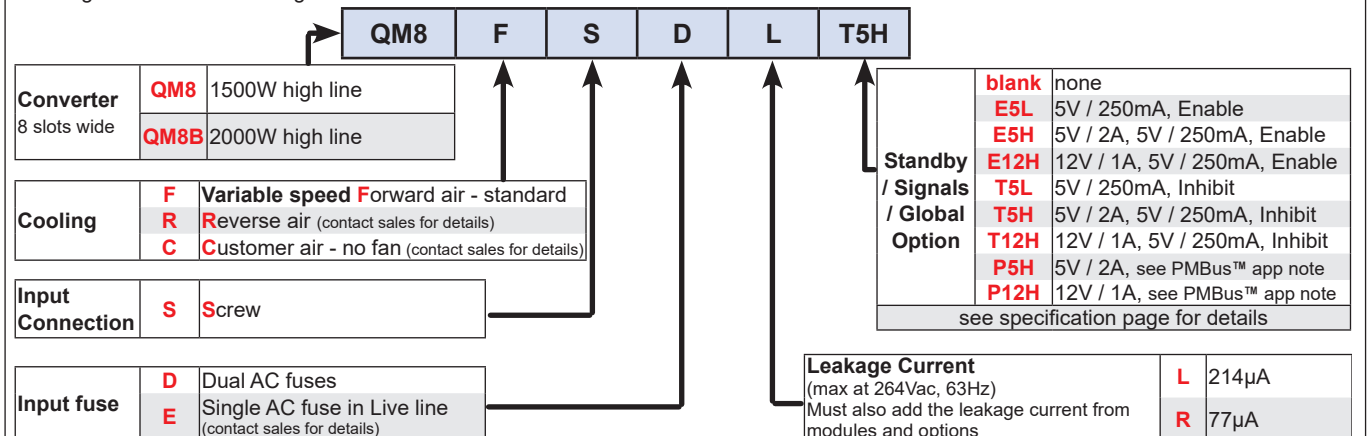 QM8 F S D L T5H
Converter
8 slots wide
QM8 1500W high line
QM8B 2000W high line
Cooling
F Variable speed Forward air - standard
R Reverse air (contact sales for details)
C Customer air - no fan (contact sales for details)
Input
Connection
S Screw
Input fuse
D Dual AC fuses
E Single AC fuse in Live line
(contact sales for details)
Standby
/ Signals
/ Global
Option
blank none
E5L 5V / 250mA, Enable
E5H 5V / 2A, 5V / 250mA, Enable
E12H 12V / 1A, 5V / 250mA, Enable
T5L 5V / 250mA, Inhibit
T5H 5V / 2A, 5V / 250mA, Inhibit
T12H 12V / 1A, 5V / 250mA, Inhibit
P5H 5V / 2A, see PMBus™ app note
P12H 12V / 1A, see PMBus™ app note
see specification page for details
Leakage Current
(max at 264Vac, 63Hz)
Must also add the leakage current from
modules and options
L 214µA
R 77µA